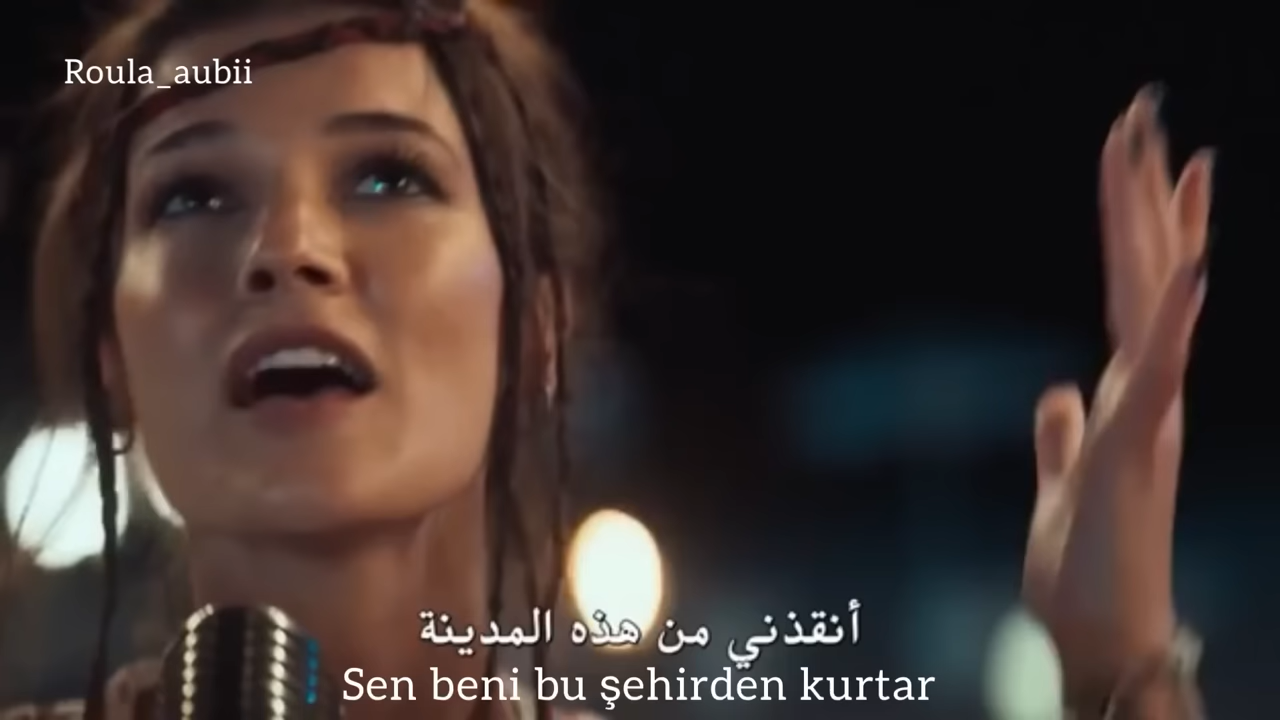 Roula_aubii
أنقذني من هذه المدينة
Sen beni bu şehirden kurtar